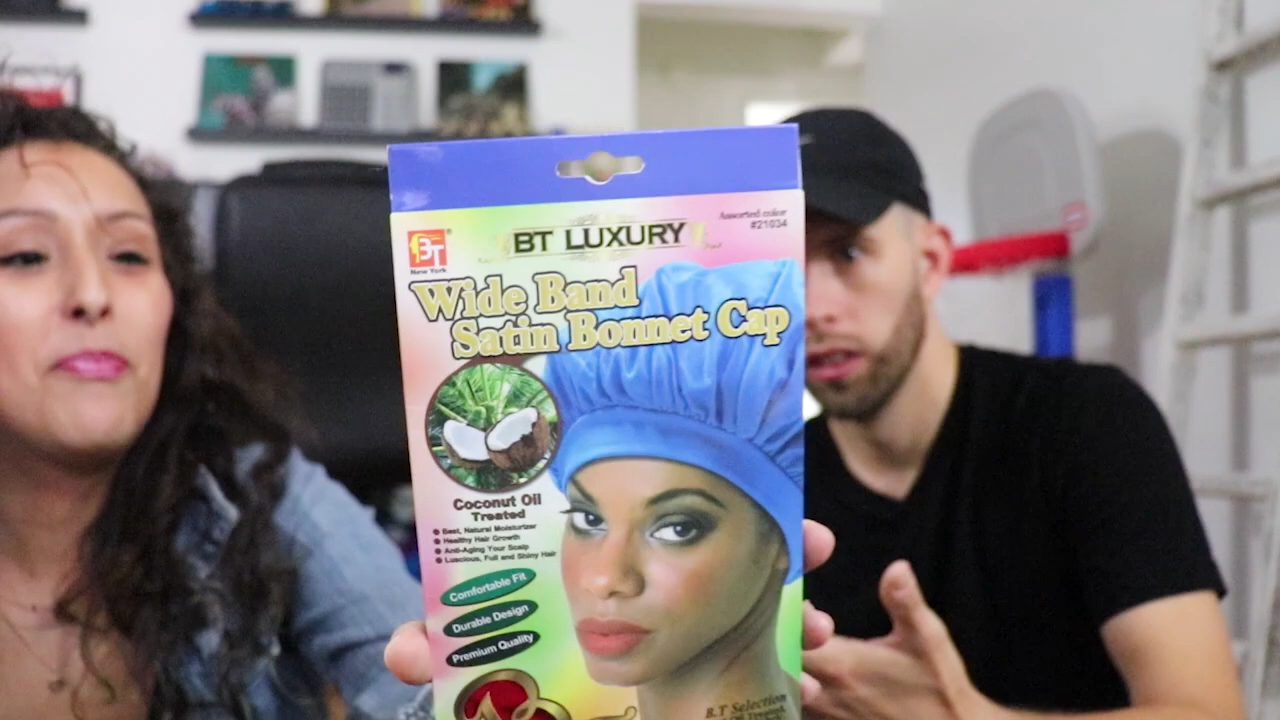 Assorted color
#21034
BT
New York
BT LUXURY
Wide Band
Satin Bonnet Cap
Coconut Oil
Treated
Best, Natural Moisturizer
Healthy Hair Growth
Anti-Aging Your Scalp
Luscious, Full and Shiny Hair
Comfortable Fit
Durable Design
Premium Quality
B.T Selection
Oil Treated,